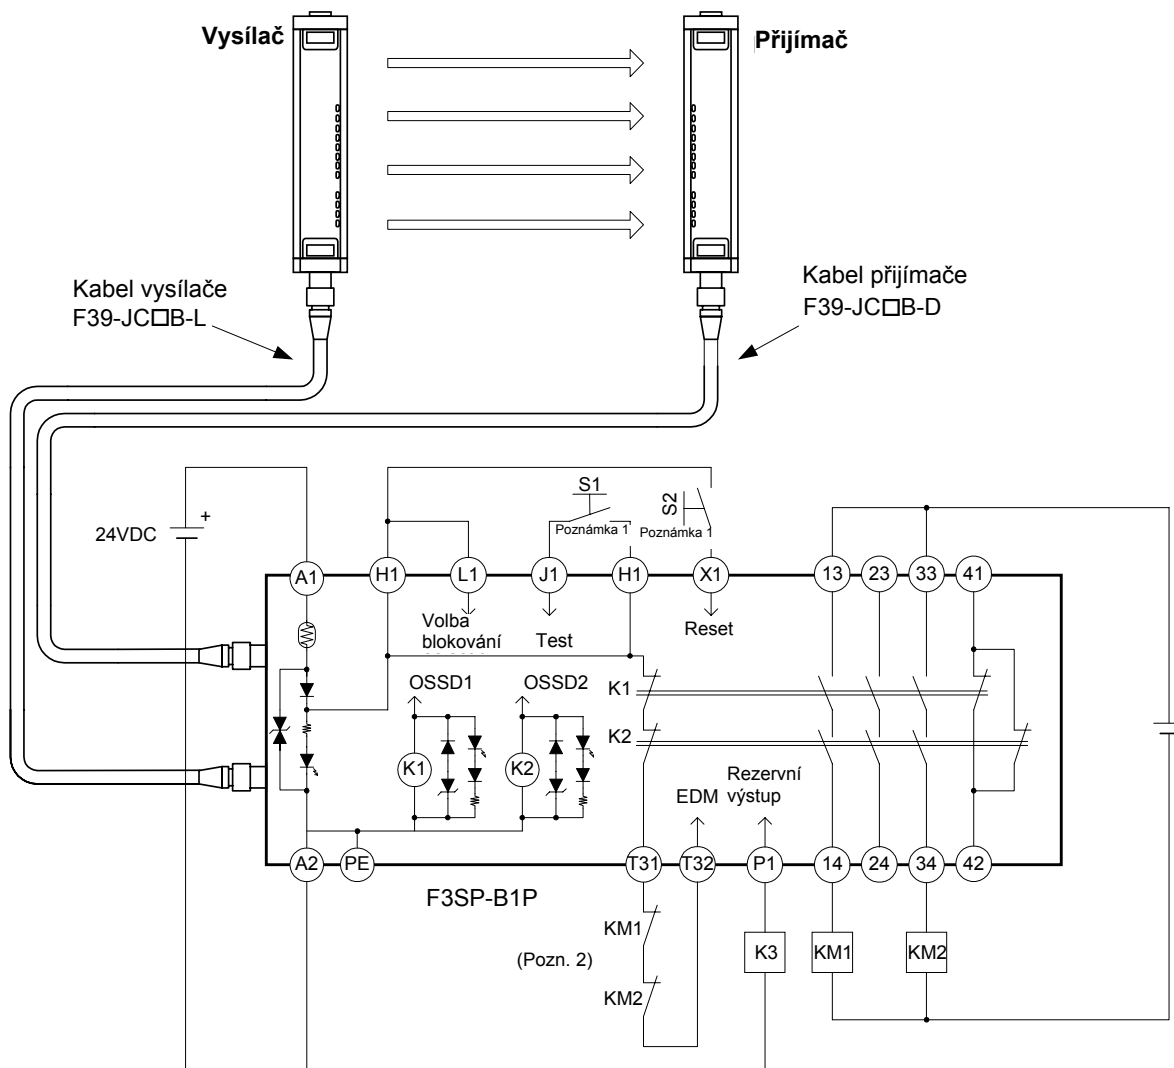 Vysílač
Přijímač
Kabel vysílače
F39-JC□B-L
Kabel přijímače
F39-JC□B-D
24VDC
+
S1
Poznámka 1
S2
Poznámka 1
A1
H1
L1
J1
H1
X1
13
23
33
41
Volba
blokování
Test
Reset
OSSD1
OSSD2
K1
K2
K1
K2
EDM
Rezervní
výstup
A2
PE
T31
T32
P1
14
24
34
42
F3SP-B1P
KM1
(Pozn. 2)
KM2
K3
KM1
KM2